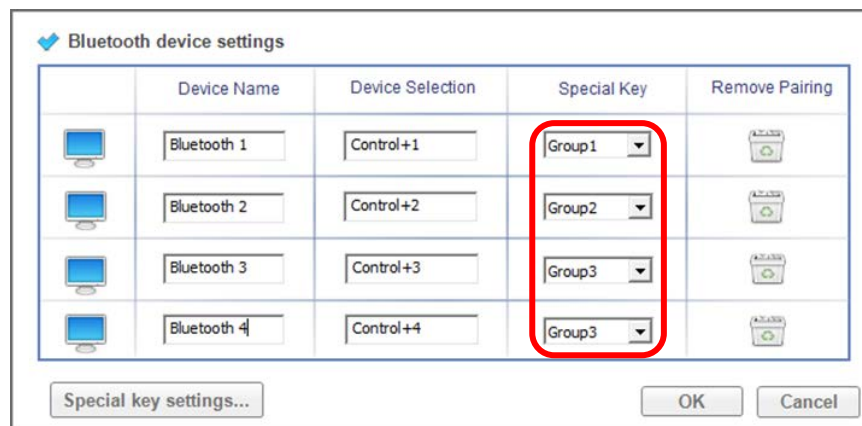 Bluetooth device settings
Device Name Device Selection Special Key Remove Pairing
Bluetooth 1 Control+1 Group1
Bluetooth 2 Control+2 Group2
Bluetooth 3 Control+3 Group3
Bluetooth 4 Control+4 Group3
Special key settings... OK Cancel